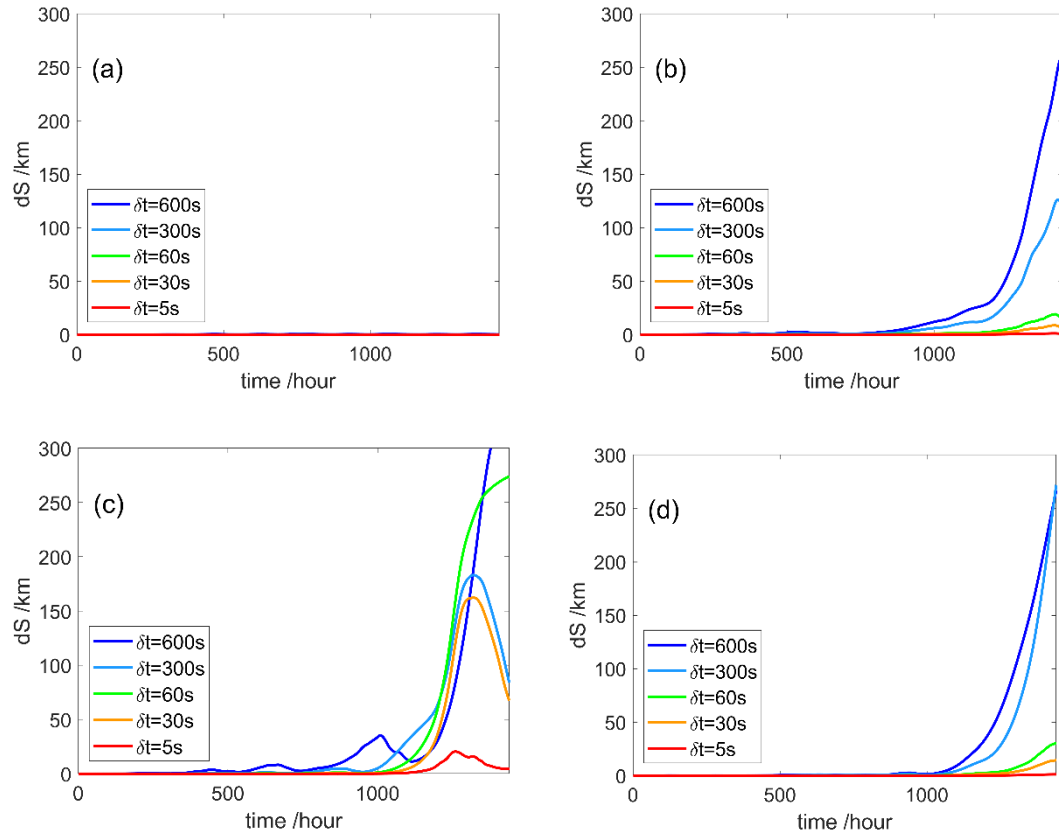 (a)
300
250
200
150
100
50
0
dS /km
δt=600s
δt=300s
δt=60s
δt=30s
δt=5s
0 500 1000
time /hour
(b)
300
250
200
150
100
50
0
dS /km
δt=600s
δt=300s
δt=60s
δt=30s
δt=5s
0 500 1000
time /hour
(c)
300
250
200
150
100
50
0
dS /km
δt=600s
δt=300s
δt=60s
δt=30s
δt=5s
0 500 1000
time /hour
(d)
300
250
200
150
100
50
0
dS /km
δt=600s
δt=300s
δt=60s
δt=30s
δt=5s
0 500 1000
time /hour